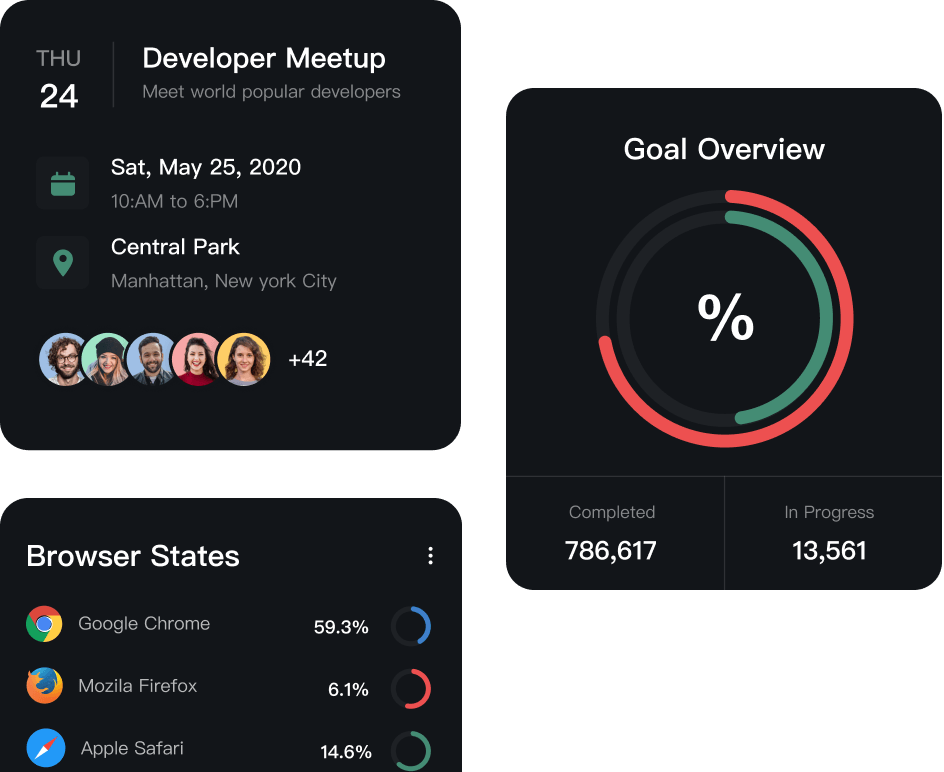 THU
24
Developer Meetup
Meet world popular developers
Sat, May 25, 2020
10:AM to 6:PM
Central Park
Manhattan, New york City
+42
Goal Overview
%
Completed
786,617
In Progress
13,561
Browser States
Google Chrome 59.3%
Mozila Firefox 6.1%
Apple Safari 14.6%